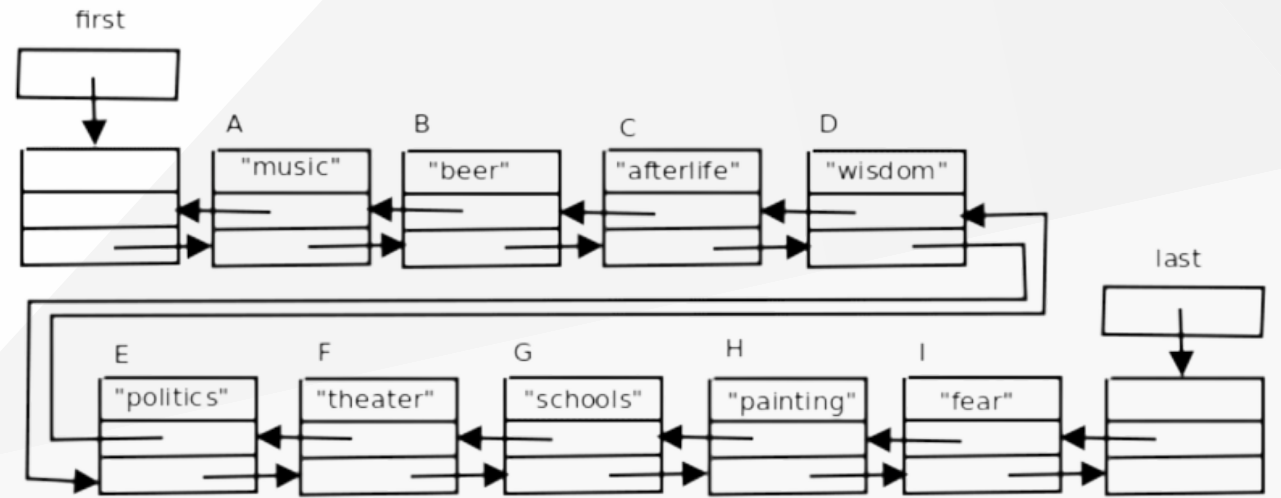 first
A B C D
"music" "beer" "afterlife" "wisdom"
last
E F G H I
"politics" "theater" "schools" "painting" "fear"